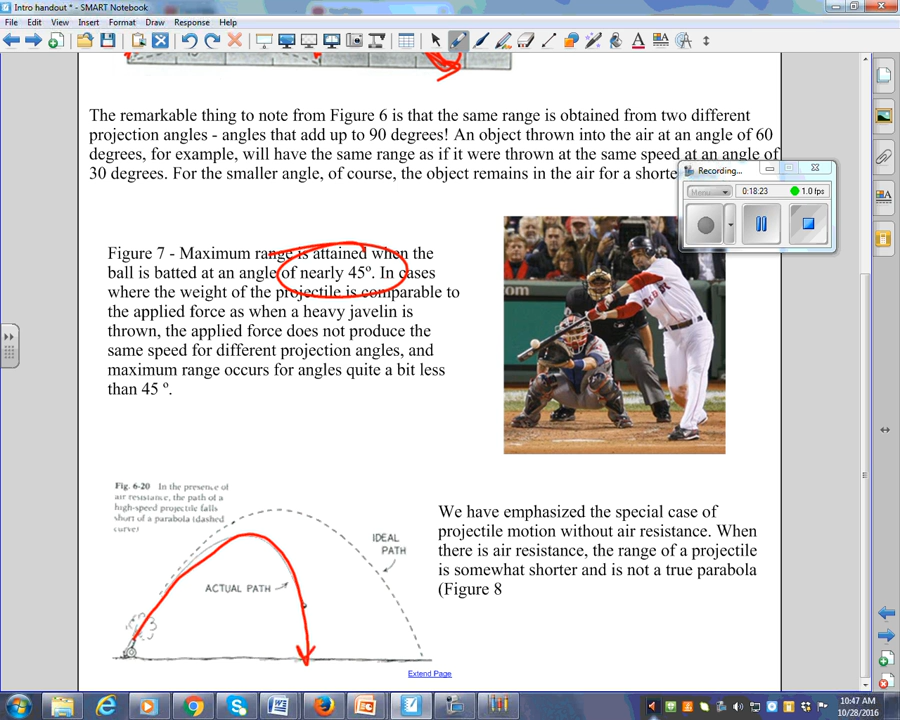 Intro handout * - SMART Notebook
File Edit View Insert Format Draw Response Help
The remarkable thing to note from Figure 6 is that the same range is obtained from two different
projection angles - angles that add up to 90 degrees! An object thrown into the air at an angle of 60
degrees, for example, will have the same range as if it were thrown at the same speed at an angle of
30 degrees. For the smaller angle, of course, the object remains in the air for a shorte
Recording...
Menu
0:18:23
1.0 fps
Figure 7 - Maximum range is attained when the
ball is batted at an angle of nearly 45º. In cases
where the weight of the projectile is comparable to
the applied force as when a heavy javelin is
thrown, the applied force does not produce the
same speed for different projection angles, and
maximum range occurs for angles quite a bit less
than 45 º.
com
RED
Fig. 6-20 In the presence of
air resistance, the path of a
high-speed projectile falls
short of a parabola (dashed
curve)
IDEAL
PATH
ACTUAL PATH
We have emphasized the special case of
projectile motion without air resistance. When
there is air resistance, the range of a projectile
is somewhat shorter and is not a true parabola
(Figure 8
Extend Page
10:47 AM
10/28/2016